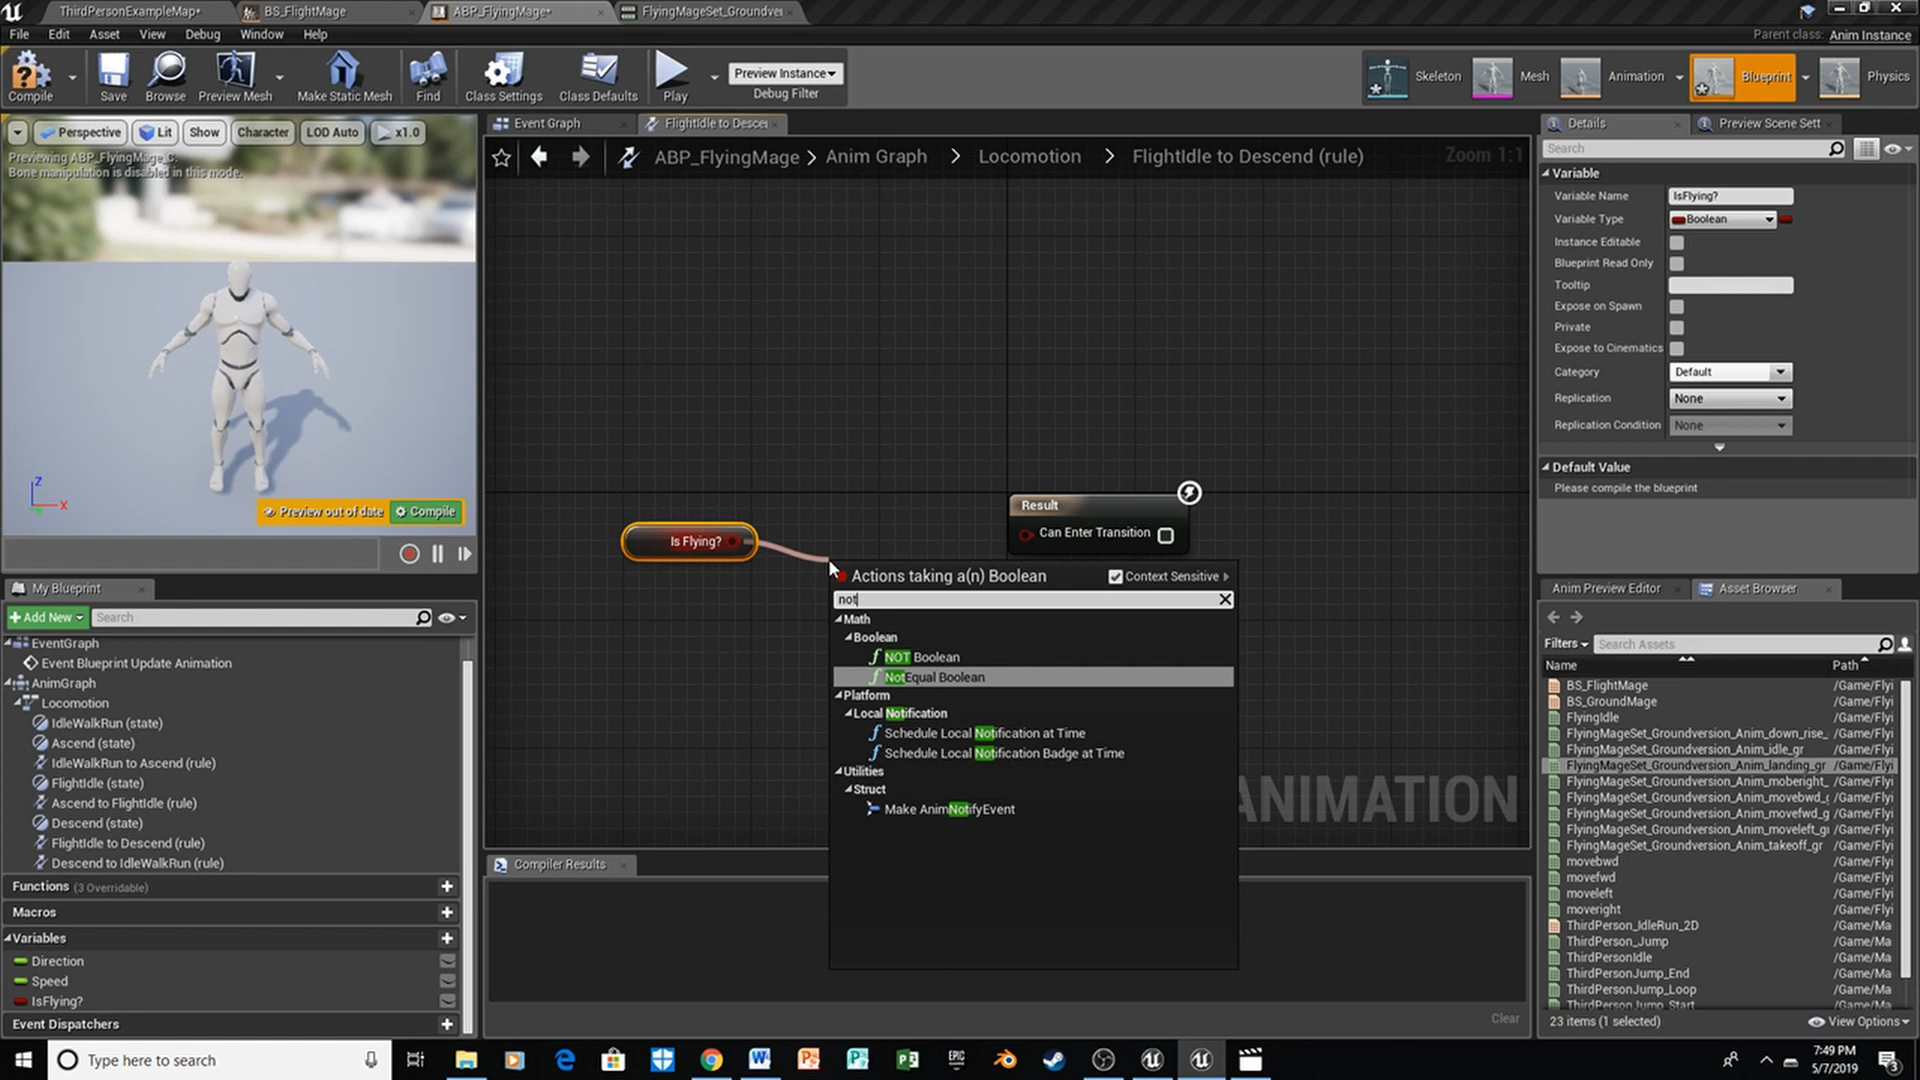 ThirdPersonExampleMap*
BS_FlightMage
ABP_FlyingMage*
FlyingMageSet_Groundver
File Edit Asset View Debug Window Help
Parent class: Anim Instance
Compile
Save
Browse
Preview Mesh
Make Static Mesh
Find
Class Settings
Class Defaults
Play
Preview Instance
Debug Filter
Skeleton
Mesh
Animation
Blueprint
Physics
Perspective
Lit
Show
Character
LOD Auto
x1.0
Previewing ABP_FlyingMage_C.
Bone manipulation is disabled in this mode.
Z
X
Preview out of date
Compile
Event Graph
FlightIdle to Descer
ABP_FlyingMage > Anim Graph > Locomotion > FlightIdle to Descend (rule)
Zoom 1:1
Is Flying?
Result
Can Enter Transition
Actions taking a(n) Boolean
Context Sensitive
not
Math
Boolean
NOT Boolean
NotEqual Boolean
Platform
Local Notification
Schedule Local Notification at Time
Schedule Local Notification Badge at Time
Utilities
Struct
Make AnimNotifyEvent
ANIMATION
Compiler Results
Clear
My Blueprint
Add New
Search
EventGraph
Event Blueprint Update Animation
AnimGraph
Locomotion
IdleWalkRun (state)
Ascend (state)
IdleWalkRun to Ascend (rule)
FlightIdle (state)
Ascend to FlightIdle (rule)
Descend (state)
FlightIdle to Descend (rule)
Descend to IdleWalkRun (rule)
Functions (3 Overridable)
Macros
Variables
Direction
Speed
IsFlying?
Event Dispatchers
Details
Preview Scene Sett
Search
Variable
Variable Name IsFlying?
Variable Type Boolean
Instance Editable
Blueprint Read Only
Tooltip
Expose on Spawn
Private
Expose to Cinematics
Category Default
Replication None
Replication Condition None
Default Value
Please compile the blueprint
Anim Preview Editor
Asset Browser
Filters
Search Assets
Name Path
BS_FlightMage /Game/Flyi
BS_GroundMage /Game/Flyi
FlyingIdle /Game/Flyi
FlyingMageSet_Groundversion_Anim_down_rise_ /Game/Flyi
FlyingMageSet_Groundversion_Anim_idle_gr /Game/Flyi
FlyingMageSet_Groundversion_Anim_landing_gr /Game/Flyi
FlyingMageSet_Groundversion_Anim_moberight_ /Game/Flyi
FlyingMageSet_Groundversion_Anim_movebwd_g /Game/Flyi
FlyingMageSet_Groundversion_Anim_movefwd_g /Game/Flyi
FlyingMageSet_Groundversion_Anim_moveleft_gr /Game/Flyi
FlyingMageSet_Groundversion_Anim_takeoff_gr /Game/Flyi
movebwd /Game/Flyi
movefwd /Game/Flyi
moveleft /Game/Flyi
moveright /Game/Flyi
ThirdPerson_IdleRun_2D /Game/Ma
ThirdPerson_Jump /Game/Ma
ThirdPersonIdle /Game/Ma
ThirdPersonJump_End /Game/Ma
ThirdPersonJump_Loop /Game/Ma
ThirdPersonJump_Start /Game/Ma
23 items (1 selected)
View Options
Type here to search
EPIC
7:49 PM
5/7/2019
3